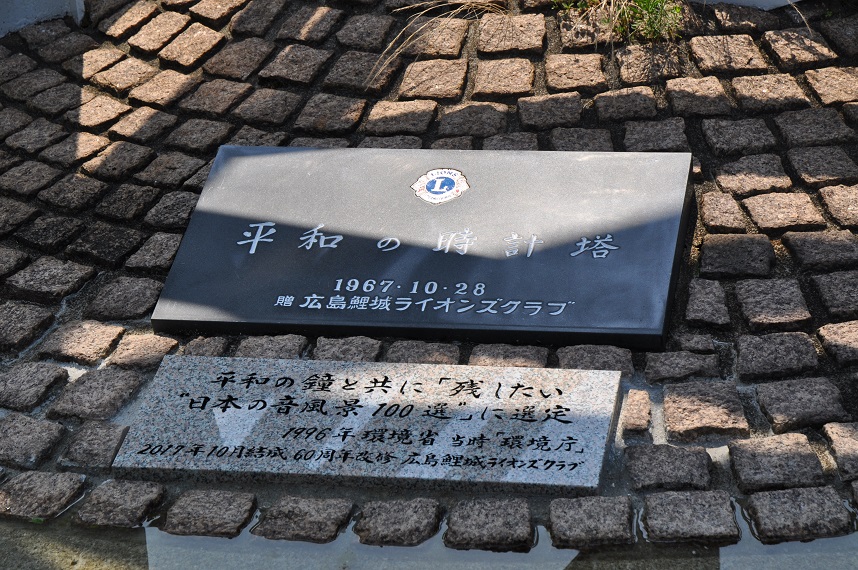 LIONS
L
平和の時計塔
1967・10・28
贈 広島鯉城ライオンズクラブ
平和の鐘と共に「残したい
"日本の音風景100選」に選定
1996年 環境省 当時「環境庁」
2017年10月結成 60周年改修 広島鯉城ライオンズクラブ